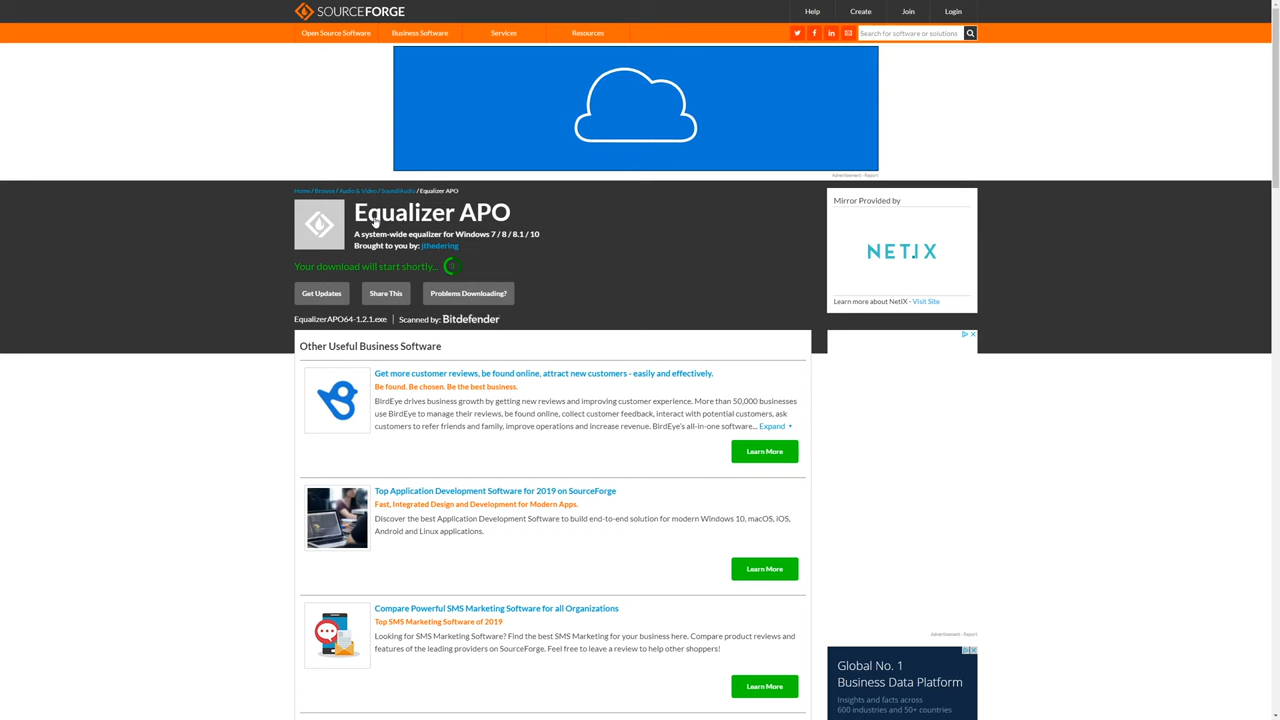 SOURCEFORGE
Help
Create
Join
Login
Open Source Software
Business Software
Services
Resources
Search for software or solutions
Advertisement - Report
Home / Browse / Audio & Video / Sound/Audio / Equalizer APO
Equalizer APO
A system-wide equalizer for Windows 7 / 8 / 8.1 / 10
Brought to you by: jthedering
Your download will start shortly...
Get Updates
Share This
Problems Downloading?
EqualizerAPO64-1.2.1.exe | Scanned by: Bitdefender
Mirror Provided by
NETIX
Learn more about NetIX - Visit Site
Other Useful Business Software
Get more customer reviews, be found online, attract new customers - easily and effectively.
Be found. Be chosen. Be the best business.
BirdEye drives business growth by getting new reviews and improving customer experience. More than 50,000 businesses
use BirdEye to manage their reviews, be found online, collect customer feedback, interact with potential customers, ask
customers to refer friends and family, improve operations and increase revenue. BirdEye's all-in-one software... Expand
Learn More
Top Application Development Software for 2019 on SourceForge
Fast, Integrated Design and Development for Modern Apps.
Discover the best Application Development Software to build end-to-end solution for modern Windows 10, macOS, iOS,
Android and Linux applications.
Learn More
Compare Powerful SMS Marketing Software for all Organizations
Top SMS Marketing Software of 2019
Looking for SMS Marketing Software? Find the best SMS Marketing for your business here. Compare product reviews and
features of the leading providers on SourceForge. Feel free to leave a review to help other shoppers!
Learn More
Advertisement - Report
Global No. 1
Business Data Platform
Insights and facts across
600 industries and 50+ countries